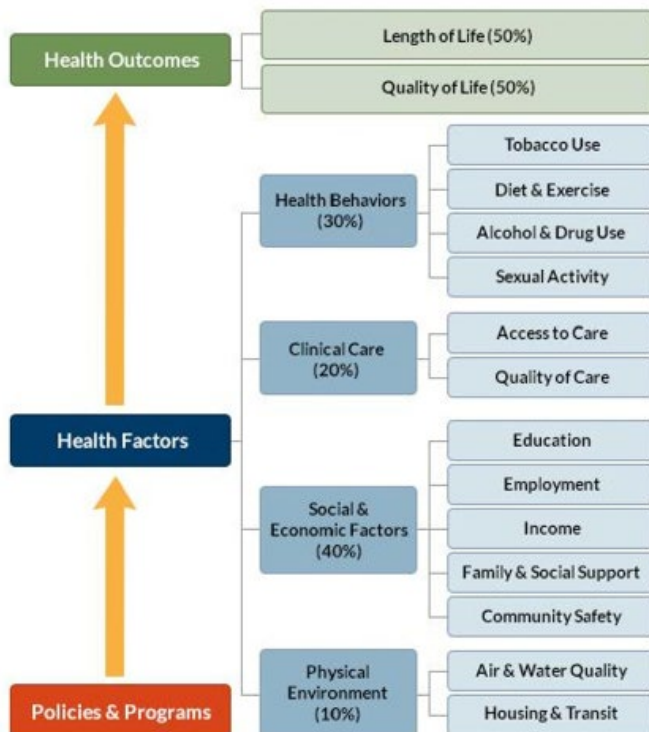 Health Outcomes
Length of Life (50%)
Quality of Life (50%)
Health Factors
Health Behaviors
(30%)
Tobacco Use
Diet & Exercise
Alcohol & Drug Use
Sexual Activity
Clinical Care
(20%)
Access to Care
Quality of Care
Social &
Economic Factors
(40%)
Education
Employment
Income
Family & Social Support
Community Safety
Physical
Environment
(10%)
Air & Water Quality
Housing & Transit
Policies & Programs